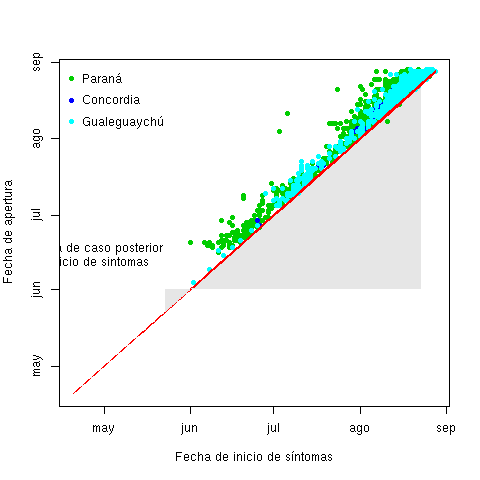 Paraná
Concordia
Gualeguaychú
de caso posterior
icio de sintomas
sep
ago
jul
jun
may
Fecha de apertura
may jun jul ago sep
Fecha de inicio de síntomas